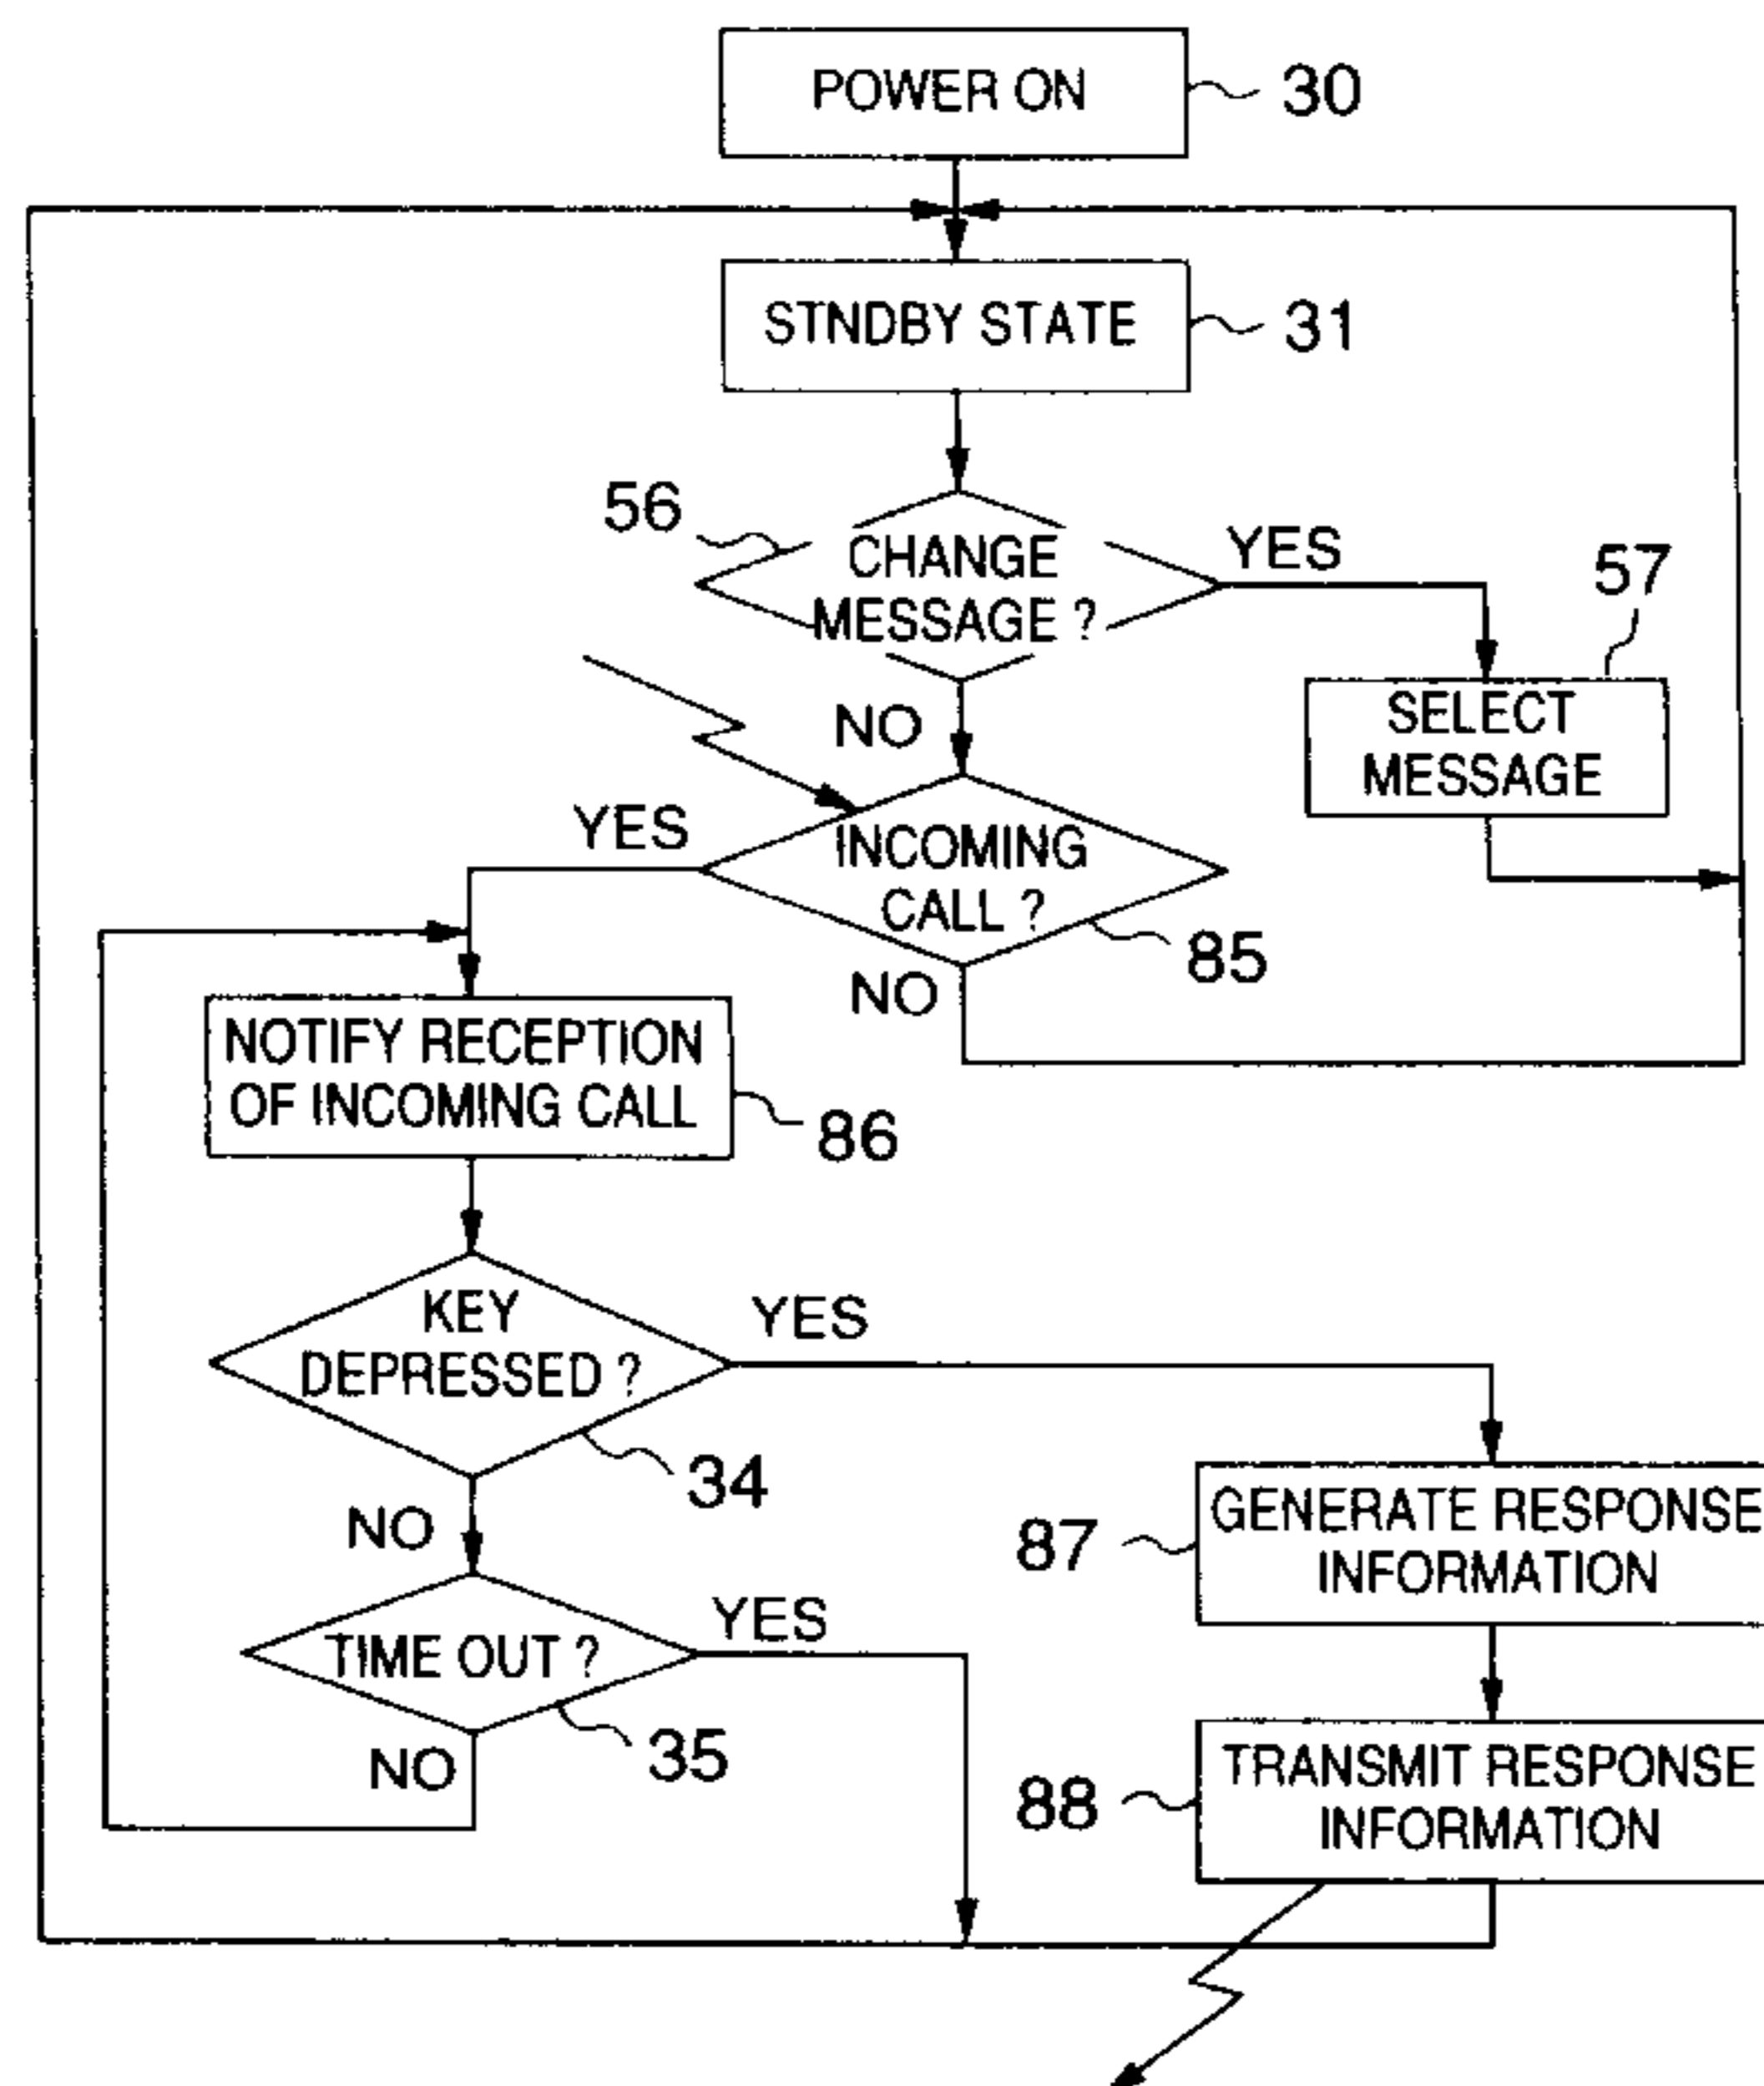 POWER ON
30
STNDBY STATE
31
56
CHANGE
MESSAGE ?
YES
57
SELECT
MESSAGE
NO
YES
INCOMING
CALL ?
85
NO
NOTIFY RECEPTION
OF INCOMING CALL
86
KEY
DEPRESSED ?
YES
34
NO
87
GENERATE RESPONSE
INFORMATION
TIME OUT ?
YES
35
NO
88
TRANSMIT RESPONSE
INFORMATION